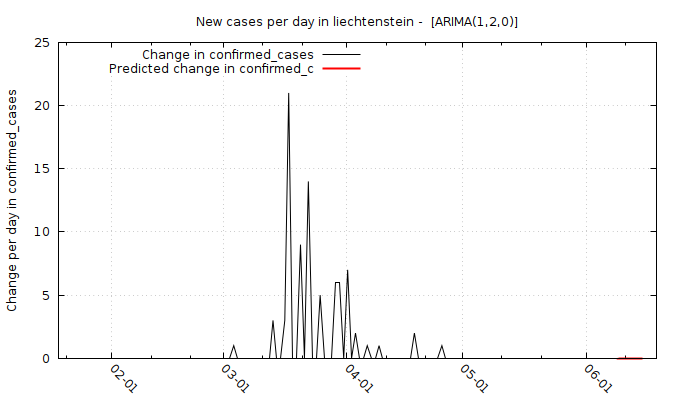 New cases per day in liechtenstein -  [ARIMA(1,2,0)]
Change in confirmed_cases
Predicted change in confirmed_c
Change per day in confirmed_cases
25
20
15
10
5
0
02-01
03-01
04-01
05-01
06-01